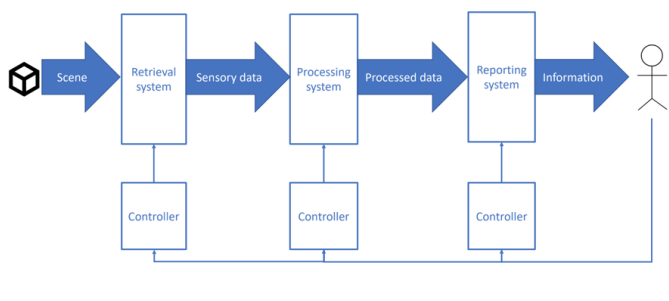 Scene
Retrieval
system
Sensory data
Processing
system
Processed data
Reporting
system
Information
Controller
Controller
Controller